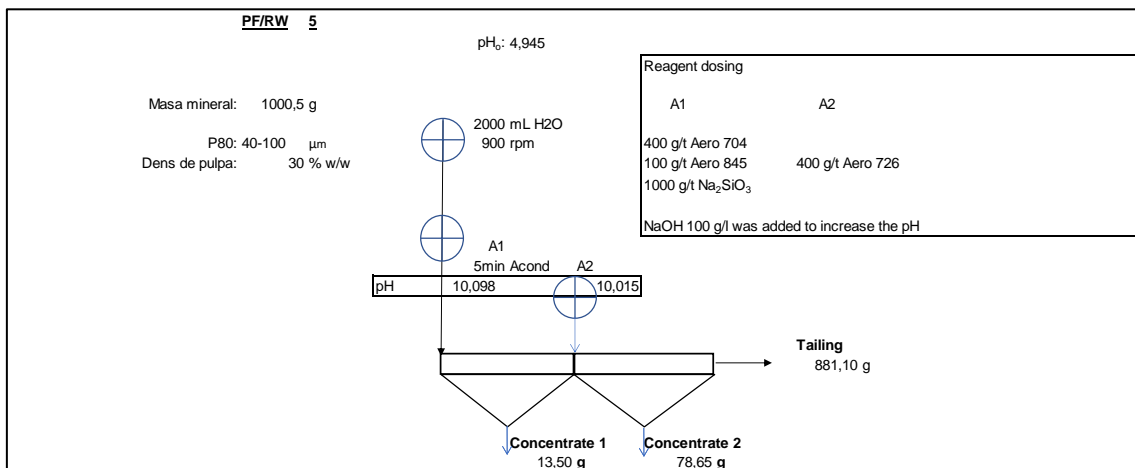 PF/RW 5
pHₒ: 4,945
Masa mineral: 1000,5 g
P80: 40-100 μm
Dens de pulpa: 30 % w/w
2000 mL H2O
900 rpm
Reagent dosing
A1 A2
400 g/t Aero 704
100 g/t Aero 845 400 g/t Aero 726
1000 g/t Na₂SiO₃
NaOH 100 g/l was added to increase the pH
A1
5min Acond A2
pH 10,098 10,015
Tailing
881,10 g
Concentrate 1 Concentrate 2
13,50 g 78,65 g